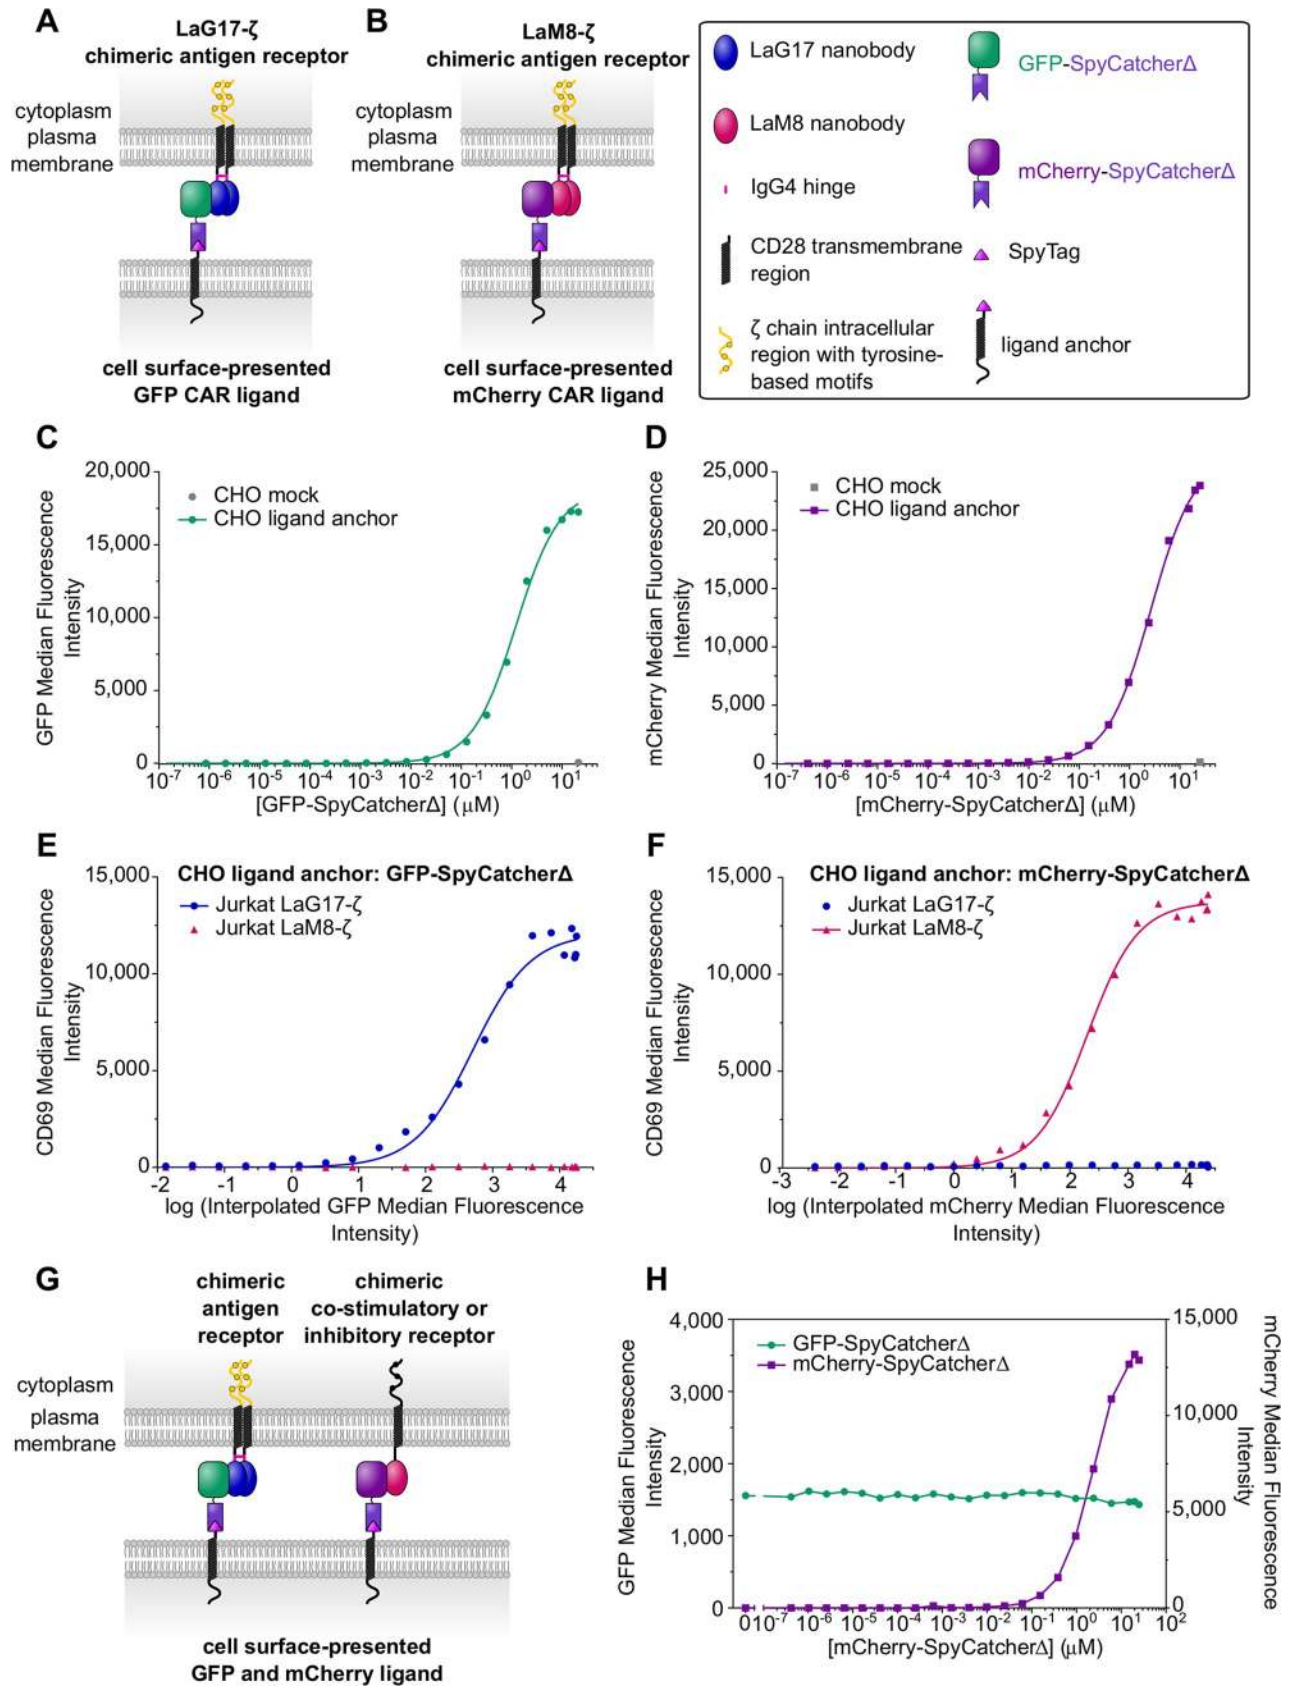 A
LaG17-ζ
chimeric antigen receptor
cytoplasm
plasma
membrane
cell surface-presented
GFP CAR ligand
B
LaM8-ζ
chimeric antigen receptor
cytoplasm
plasma
membrane
cell surface-presented
mCherry CAR ligand
LaG17 nanobody
LaM8 nanobody
IgG4 hinge
CD28 transmembrane
region
ζ chain intracellular
region with tyrosine-
based motifs
GFP-SpyCatcherΔ
mCherry-SpyCatcherΔ
SpyTag
ligand anchor
C
GFP Median Fluorescence
Intensity
20,000
15,000
10,000
5,000
0
CHO mock
CHO ligand anchor
10⁻⁷ 10⁻⁶ 10⁻⁵ 10⁻⁴ 10⁻³ 10⁻² 10⁻¹ 10⁰ 10¹
[GFP-SpyCatcherΔ] (μM)
D
mCherry Median Fluorescence
Intensity
25,000
20,000
15,000
10,000
5,000
0
CHO mock
CHO ligand anchor
10⁻⁷ 10⁻⁶ 10⁻⁵ 10⁻⁴ 10⁻³ 10⁻² 10⁻¹ 10⁰ 10¹
[mCherry-SpyCatcherΔ] (μM)
E
CHO ligand anchor: GFP-SpyCatcherΔ
CD69 Median Fluorescence
Intensity
15,000
10,000
5,000
0
Jurkat LaG17-ζ
Jurkat LaM8-ζ
-2 -1 0 1 2 3 4
log (Interpolated GFP Median Fluorescence
Intensity)
F
CHO ligand anchor: mCherry-SpyCatcherΔ
CD69 Median Fluorescence
Intensity
15,000
10,000
5,000
0
Jurkat LaG17-ζ
Jurkat LaM8-ζ
-3 -2 -1 0 1 2 3 4
log (Interpolated mCherry Median Fluorescence
Intensity)
G
chimeric
antigen
receptor
chimeric
co-stimulatory or
inhibitory receptor
cytoplasm
plasma
membrane
cell surface-presented
GFP and mCherry ligand
H
GFP Median Fluorescence
Intensity
4,000
3,000
2,000
1,000
0
GFP-SpyCatcherΔ
mCherry-SpyCatcherΔ
15,000
10,000
5,000
0
mCherry Median Fluorescence
Intensity
0 10⁻⁷ 10⁻⁶ 10⁻⁵ 10⁻⁴ 10⁻³ 10⁻² 10⁻¹ 10⁰ 10¹ 10²
[mCherry-SpyCatcherΔ] (μM)